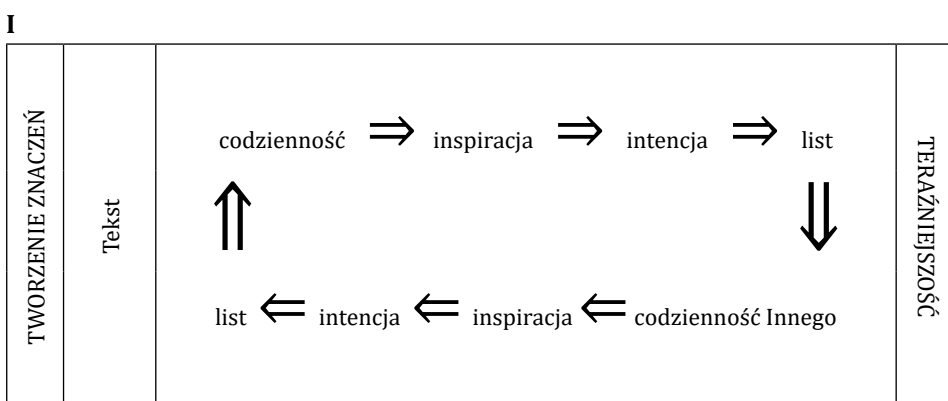 I
TWORZENIE ZNACZEŃ
Tekst
codzienność ⇒ inspiracja ⇒ intencja ⇒ list
list ⇐ intencja ⇐ inspiracja ⇐ codzienność Innego
TERAŹNIEJSZOŚĆ